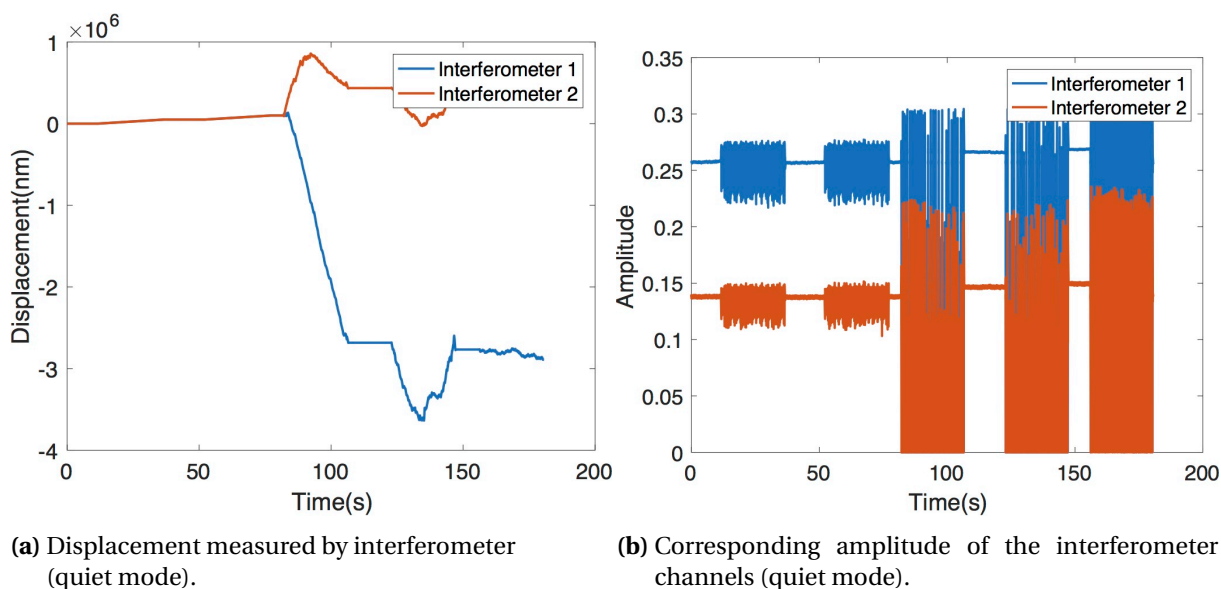 ×10⁶
1
0
-1
-2
-3
-4
Displacement(nm)
0 50 100 150 200
Time(s)
Interferometer 1
Interferometer 2
0.35
0.3
0.25
0.2
0.15
0.1
0.05
0
Amplitude
0 50 100 150 200
Time(s)
Interferometer 1
Interferometer 2
(a) Displacement measured by interferometer
(quiet mode).
(b) Corresponding amplitude of the interferometer
channels (quiet mode).